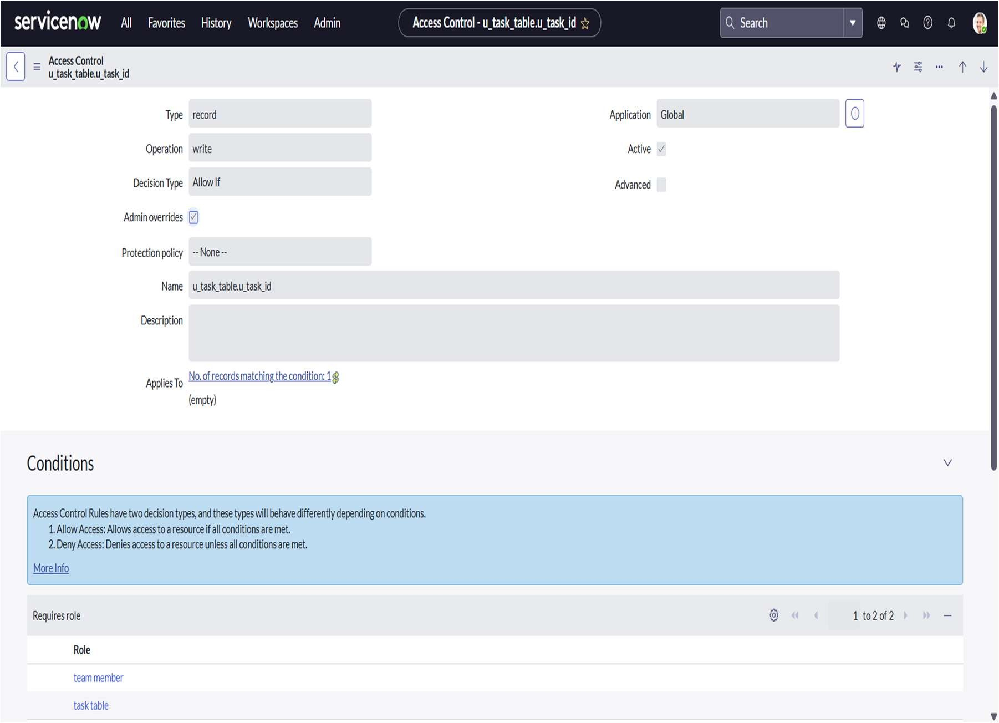 servicenow All Favorites History Workspaces Admin Access Control - u_task_table.u_task_id Search
Access Control
u_task_table.u_task_id
Type record Application Global
Operation write Active
Decision Type Allow If Advanced
Admin overrides
Protection policy -- None --
Name u_task_table.u_task_id
Description
Applies To No. of records matching the condition: 1
(empty)
Conditions
Access Control Rules have two decision types, and these types will behave differently depending on conditions.
1. Allow Access: Allows access to a resource if all conditions are met.
2. Deny Access: Denies access to a resource unless all conditions are met.
More Info
Requires role 1 to 2 of 2
Role
team member
task table